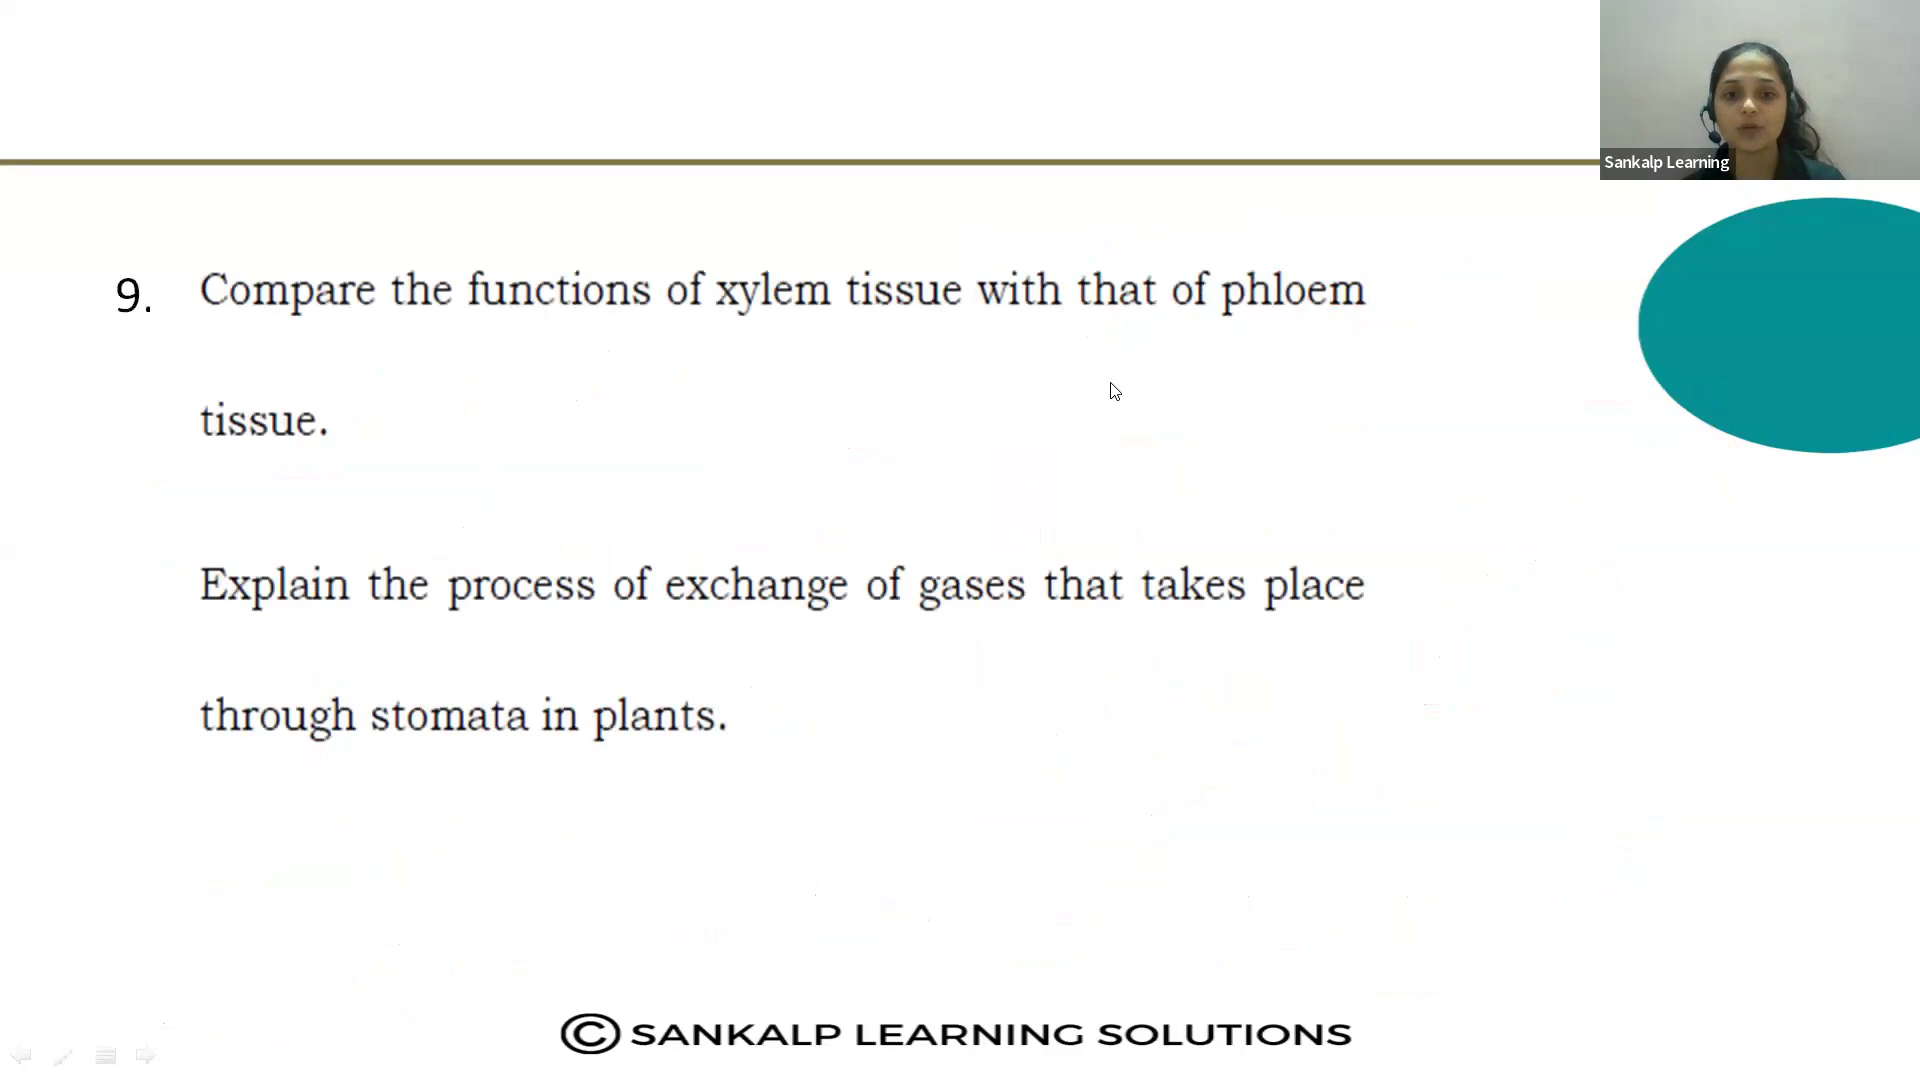 Sankalp Learning
9. Compare the functions of xylem tissue with that of phloem
tissue.
Explain the process of exchange of gases that takes place
through stomata in plants.
© SANKALP LEARNING SOLUTIONS